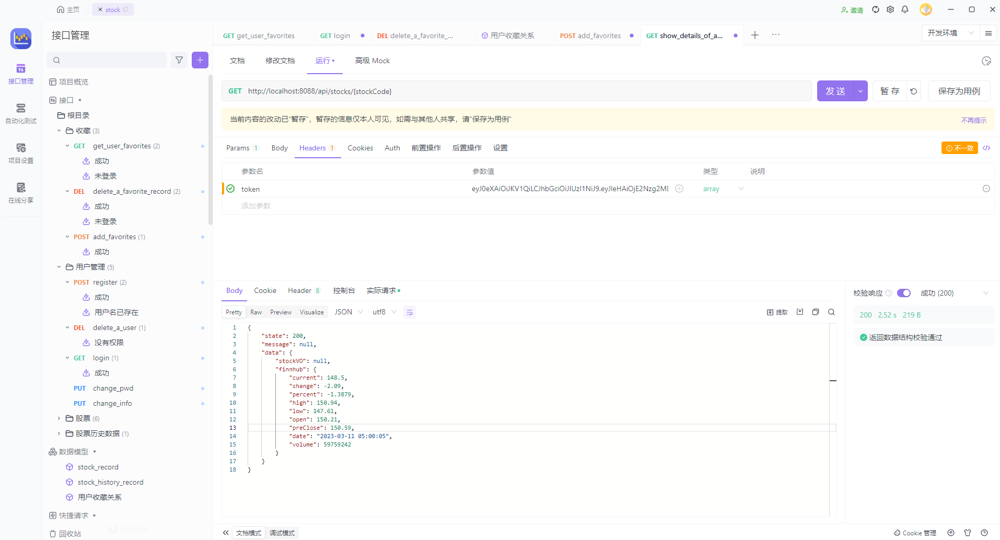 主页
stock
邀请
接口管理
自动化测试
项目设置
在线分享
接口管理
项目概览
接口
根目录
收藏 (3)
GET get_user_favorites (2)
成功
未登录
DEL delete_a_favorite_record (2)
成功
未登录
POST add_favorites (1)
成功
用户管理 (5)
POST register (2)
成功
用户名已存在
DEL delete_a_user (1)
没有权限
GET login (1)
成功
PUT change_pwd
PUT change_info
股票 (6)
股票历史数据 (1)
数据模型
stock_record
stock_history_record
用户收藏关系
快捷请求
Apifox
回收站
GET get_user_favorites
GET login
DEL delete_a_favorite_...
用户收藏关系
POST add_favorites
GET show_details_of_a...
开发环境
文档 修改文档 运行 高级 Mock
GET http://localhost:8088/api/stocks/{stockCode}
发 送
暂 存
保存为用例
当前内容的改动已“暂存”，暂存的信息仅本人可见，如需与其他人共享，请“保存为用例”
不再提示
Params 1 Body Headers 1 Cookies Auth 前置操作 后置操作 设置
不一致
参数名 参数值 类型 说明
token eyJ0eXAiOiJKV1QiLCJhbGciOiJIUzI1NiJ9.eyJleHAiOjE2Nzg2MD array
添加参数
Body Cookie Header 8 控制台 实际请求
Pretty Raw Preview Visualize JSON utf8
提取
1 {
2 "state": 200,
3 "message": null,
4 "data": {
5 "stockVO": null,
6 "finnhub": {
7 "current": 148.5,
8 "change": -2.09,
9 "percent": -1.3879,
10 "high": 150.94,
11 "low": 147.61,
12 "open": 150.21,
13 "preClose": 150.59,
14 "date": "2023-03-11 05:00:05",
15 "volume": 59759242
16 }
17 }
18 }
校验响应 成功 (200)
200 2.52 s 219 B
返回数据结构校验通过
文档模式 调试模式
Cookie 管理